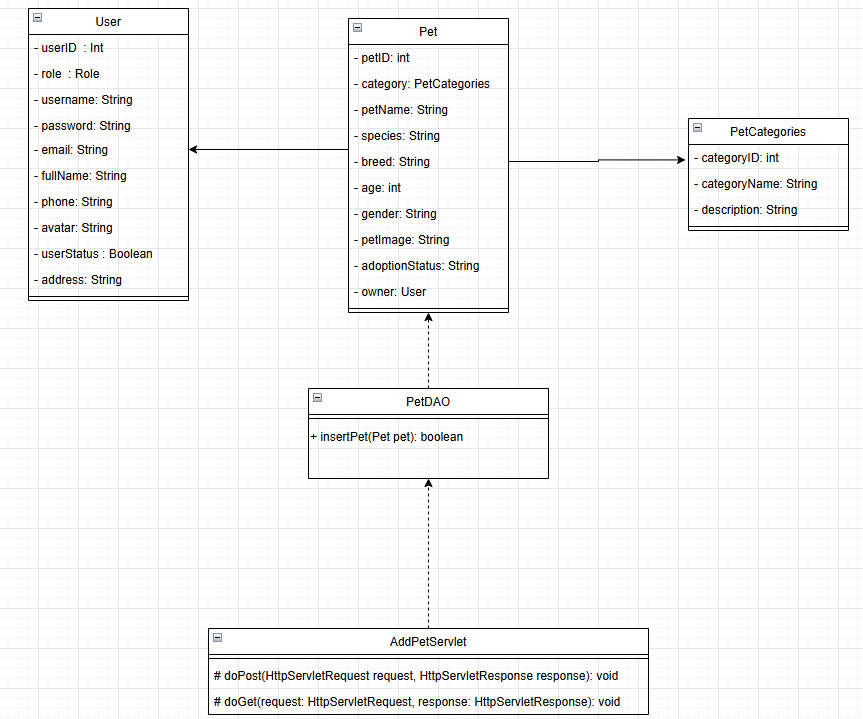 User
- userID : Int
- role : Role
- username: String
- password: String
- email: String
- fullName: String
- phone: String
- avatar: String
- userStatus : Boolean
- address: String
Pet
- petID: int
- category: PetCategories
- petName: String
- species: String
- breed: String
- age: int
- gender: String
- petImage: String
- adoptionStatus: String
- owner: User
PetCategories
- categoryID: int
- categoryName: String
- description: String
PetDAO
+ insertPet(Pet pet): boolean
AddPetServlet
# doPost(HttpServletRequest request, HttpServletResponse response): void
# doGet(request: HttpServletRequest, response: HttpServletResponse): void